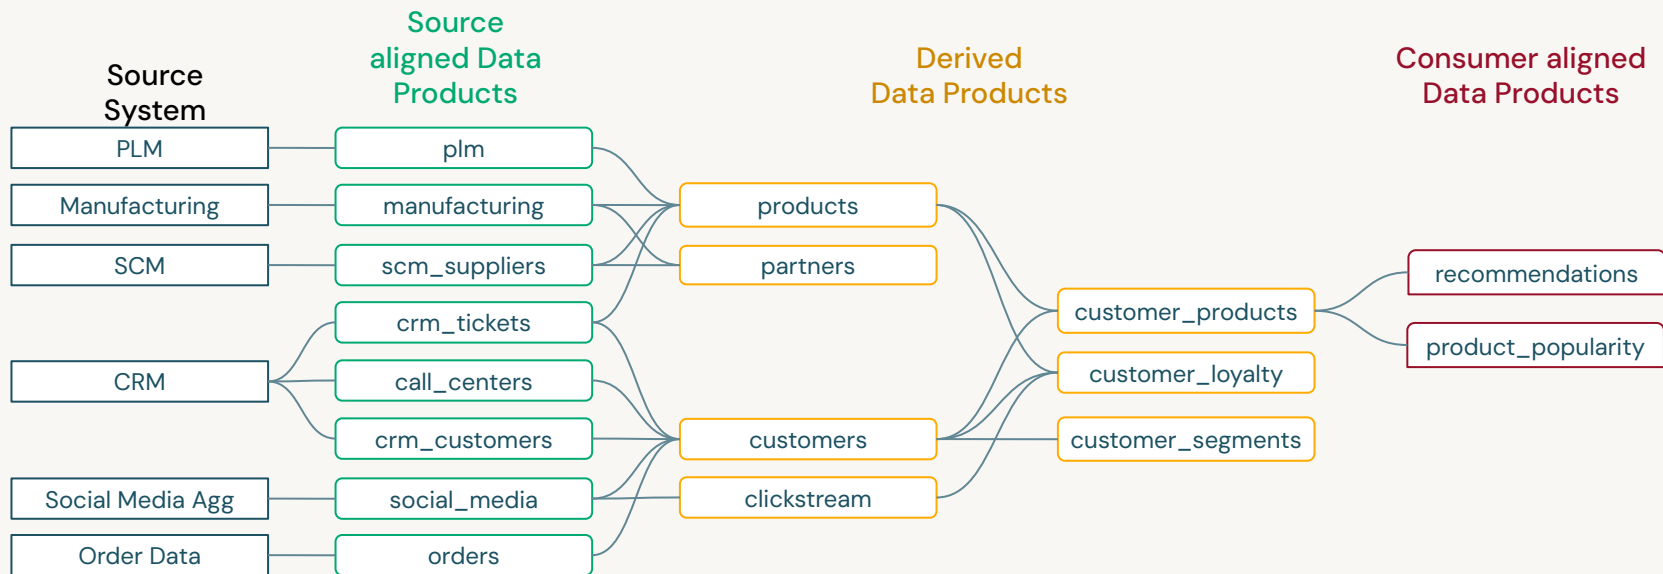 Source
System
Source
aligned Data
Products
Derived
Data Products
Consumer aligned
Data Products
PLM
plm
Manufacturing
manufacturing
products
SCM
scm_suppliers
partners
recommendations
crm_tickets
customer_products
product_popularity
CRM
call_centers
customer_loyalty
crm_customers
customers
customer_segments
Social Media Agg
social_media
clickstream
Order Data
orders